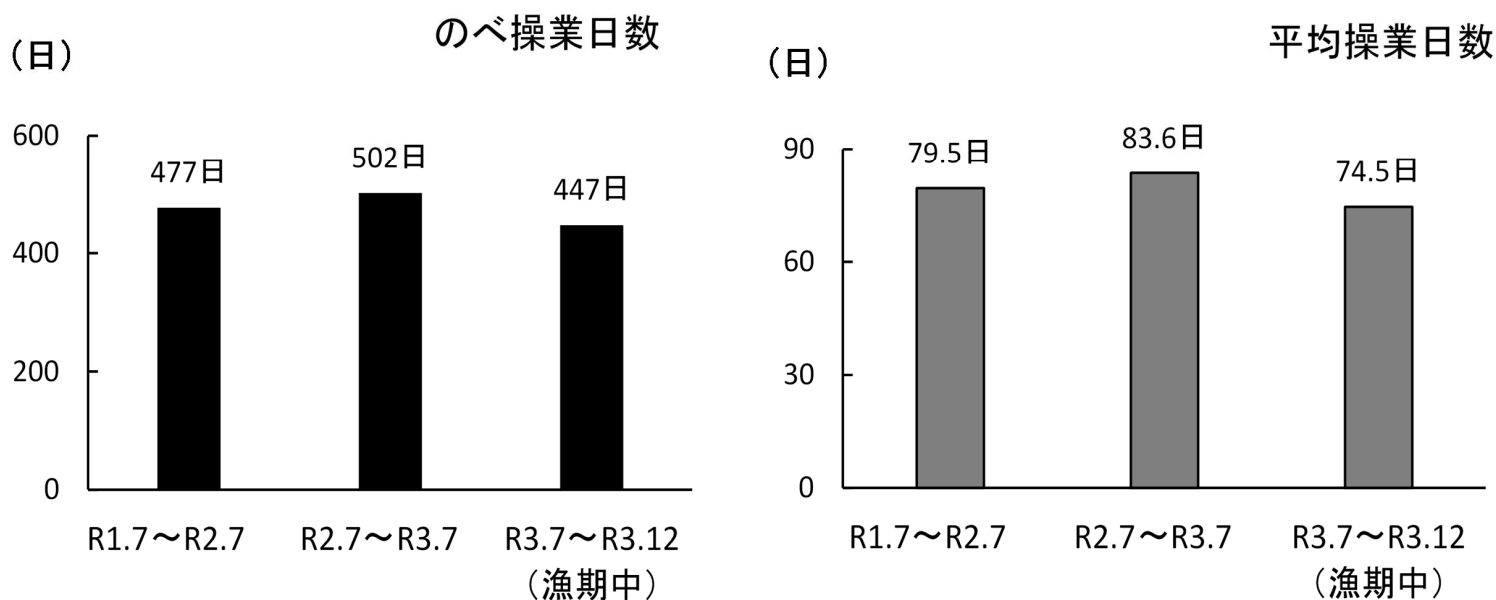 のべ操業日数
（日）
600
400
200
0
477日
502日
447日
R1.7～R2.7
R2.7～R3.7
R3.7～R3.12
（漁期中）
平均操業日数
（日）
90
60
30
0
79.5日
83.6日
74.5日
R1.7～R2.7
R2.7～R3.7
R3.7～R3.12
（漁期中）